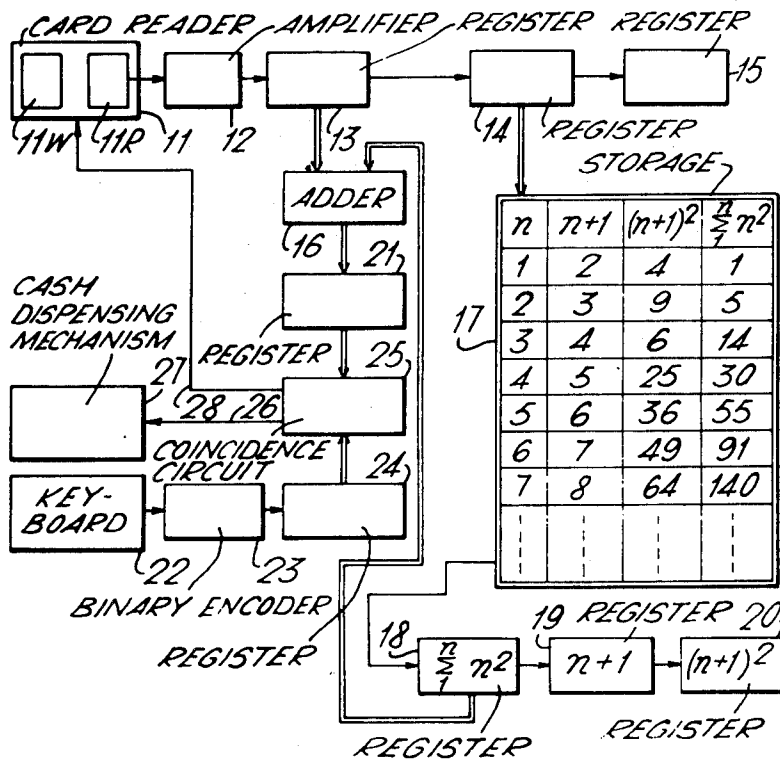 CARD READER
AMPLIFIER
REGISTER
REGISTER
11W
11R
11
12
13
14
15
REGISTER
STORAGE
ADDER
16
21
REGISTER
17
n n+1 (n+1)² n∑1 n²
1 2 4 1
2 3 9 5
3 4 6 14
4 5 25 30
5 6 36 55
6 7 49 91
7 8 64 140
CASH
DISPENSING
MECHANISM
27
28
26
25
COINCIDENCE
CIRCUIT
24
KEY-
BOARD
22
23
BINARY ENCODER
REGISTER
18
n∑1 n²
REGISTER
19
REGISTER
n+1
20
(n+1)²
REGISTER